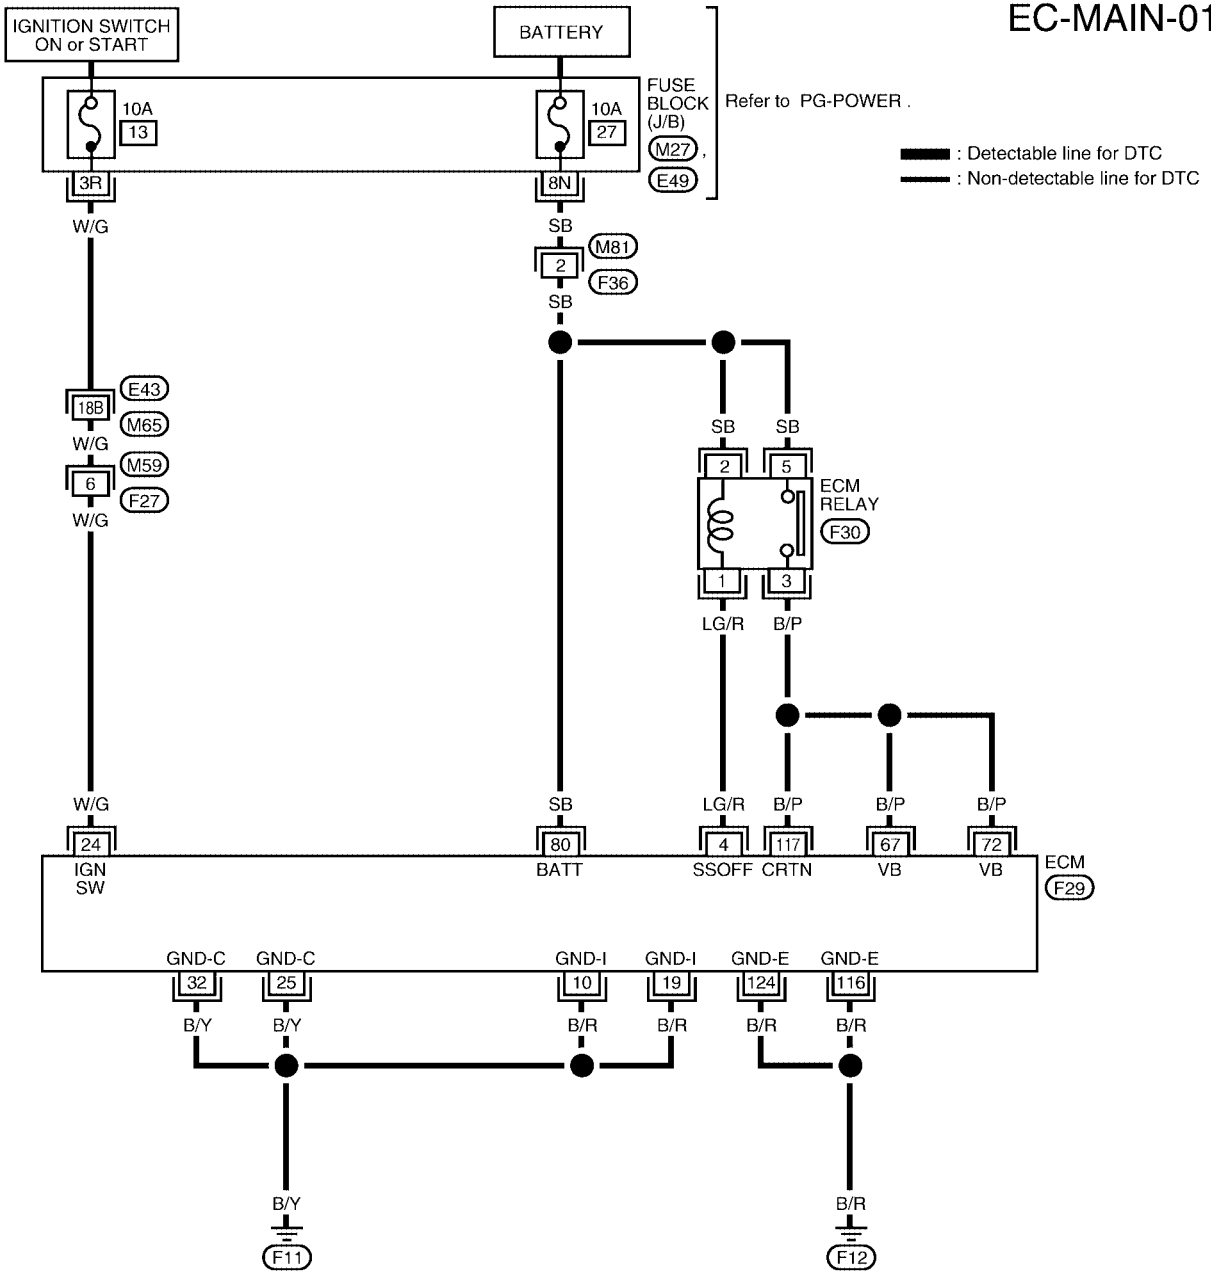 EC-MAIN-01
IGNITION SWITCH
ON or START
BATTERY
10A
13
10A
27
FUSE
BLOCK
(J/B)
M27 ,
E49
Refer to PG-POWER .
: Detectable line for DTC
: Non-detectable line for DTC
3R
8N
W/G
SB
2
M81
F36
SB
18B
E43
M65
W/G
6
M59
F27
W/G
SB
SB
2
5
ECM
RELAY
F30
1
3
LG/R
B/P
W/G
SB
LG/R
B/P
B/P
B/P
24
80
4
117
67
72
IGN
SW
BATT
SSOFF
CRTN
VB
VB
ECM
F29
GND-C
GND-C
GND-I
GND-I
GND-E
GND-E
32
25
10
19
124
116
B/Y
B/Y
B/R
B/R
B/R
B/R
B/Y
B/R
F11
F12